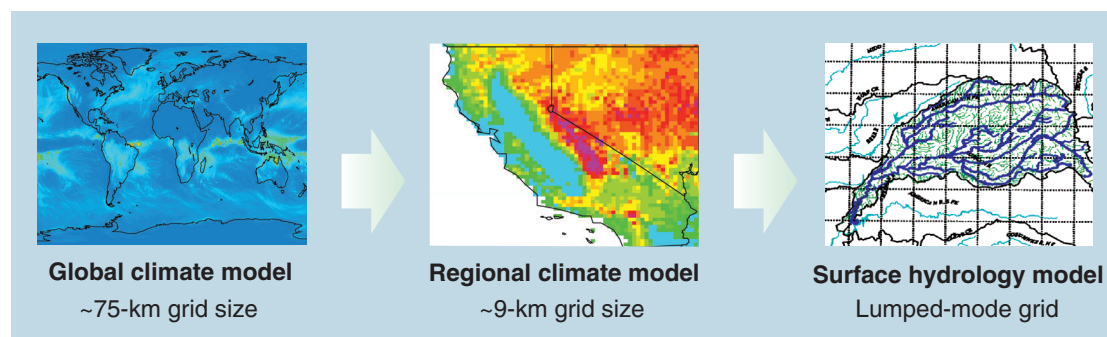 Global climate model
~75-km grid size
Regional climate model
~9-km grid size
Surface hydrology model
Lumped-mode grid